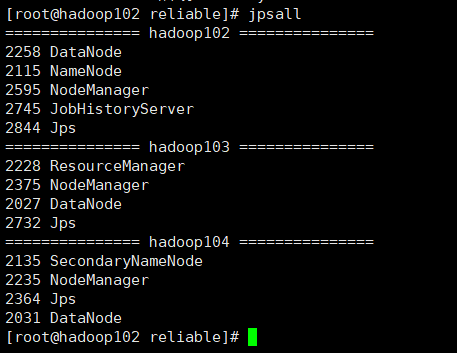 [root@hadoop102 reliable]# jpsall
=============== hadoop102 ===============
2258 DataNode
2115 NameNode
2595 NodeManager
2745 JobHistoryServer
2844 Jps
=============== hadoop103 ===============
2228 ResourceManager
2375 NodeManager
2027 DataNode
2732 Jps
=============== hadoop104 ===============
2135 SecondaryNameNode
2235 NodeManager
2364 Jps
2031 DataNode
[root@hadoop102 reliable]#